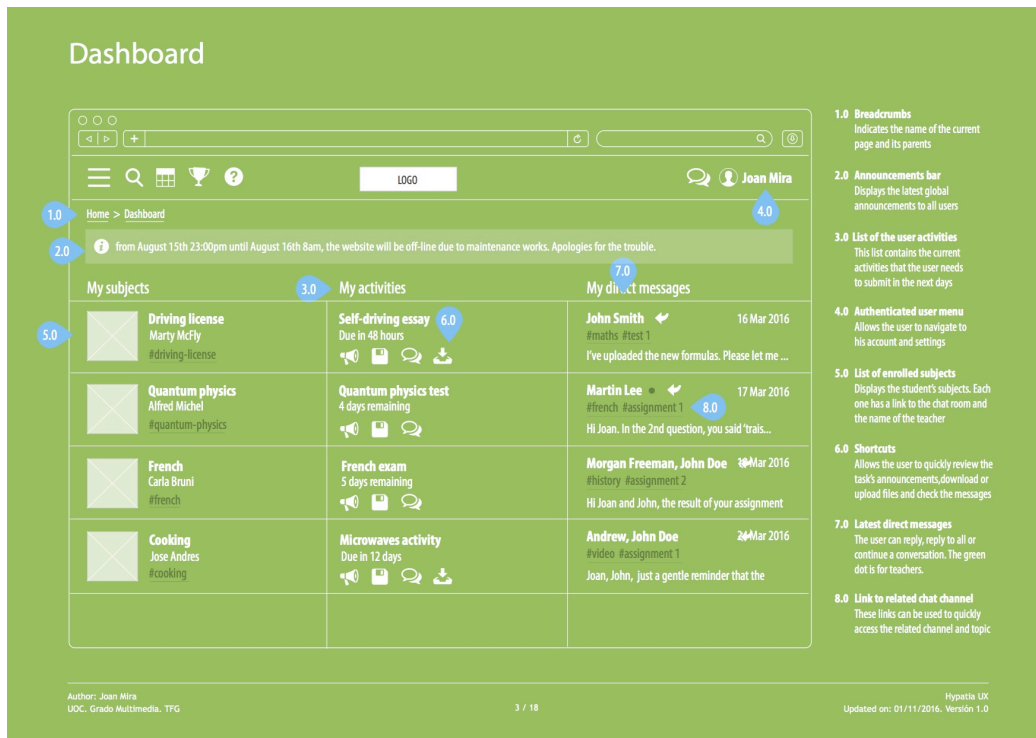 Dashboard
LOGO
Joan Mira
1.0
Home > Dashboard
4.0
2.0
from August 15th 23:00pm until August 16th 8am, the website will be off-line due to maintenance works. Apologies for the trouble.
7.0
My subjects
3.0
My activities
My direct messages
5.0
Driving license
Marty McFly
#driving-license
Self-driving essay
6.0
Due in 48 hours
John Smith
16 Mar 2016
#maths #test 1
I've uploaded the new formulas. Please let me ...
Quantum physics
Alfred Michel
#quantum-physics
Quantum physics test
4 days remaining
Martin Lee
17 Mar 2016
#french #assignment 1
8.0
Hi Joan. In the 2nd question, you said 'trais...
French
Carla Bruni
#french
French exam
5 days remaining
Morgan Freeman, John Doe
Mar 2016
#history #assignment 2
Hi Joan and John, the result of your assignment
Cooking
Jose Andres
#cooking
Microwaves activity
Due in 12 days
Andrew, John Doe
Mar 2016
#video #assignment 1
Joan, John, just a gentle reminder that the
1.0 Breadcrumbs
Indicates the name of the current
page and its parents
2.0 Announcements bar
Displays the latest global
announcements to all users
3.0 List of the user activities
This list contains the current
activities that the user needs
to submit in the next days
4.0 Authenticated user menu
Allows the user to navigate to
his account and settings
5.0 List of enrolled subjects
Displays the student's subjects. Each
one has a link to the chat room and
the name of the teacher
6.0 Shortcuts
Allows the user to quickly review the
task's announcements,download or
upload files and check the messages
7.0 Latest direct messages
The user can reply, reply to all or
continue a conversation. The green
dot is for teachers.
8.0 Link to related chat channel
These links can be used to quickly
access the related channel and topic
Author: Joan Mira
UOC. Grado Multimedia. TFG
3 / 18
Hypatia UX
Updated on: 01/11/2016. Versión 1.0